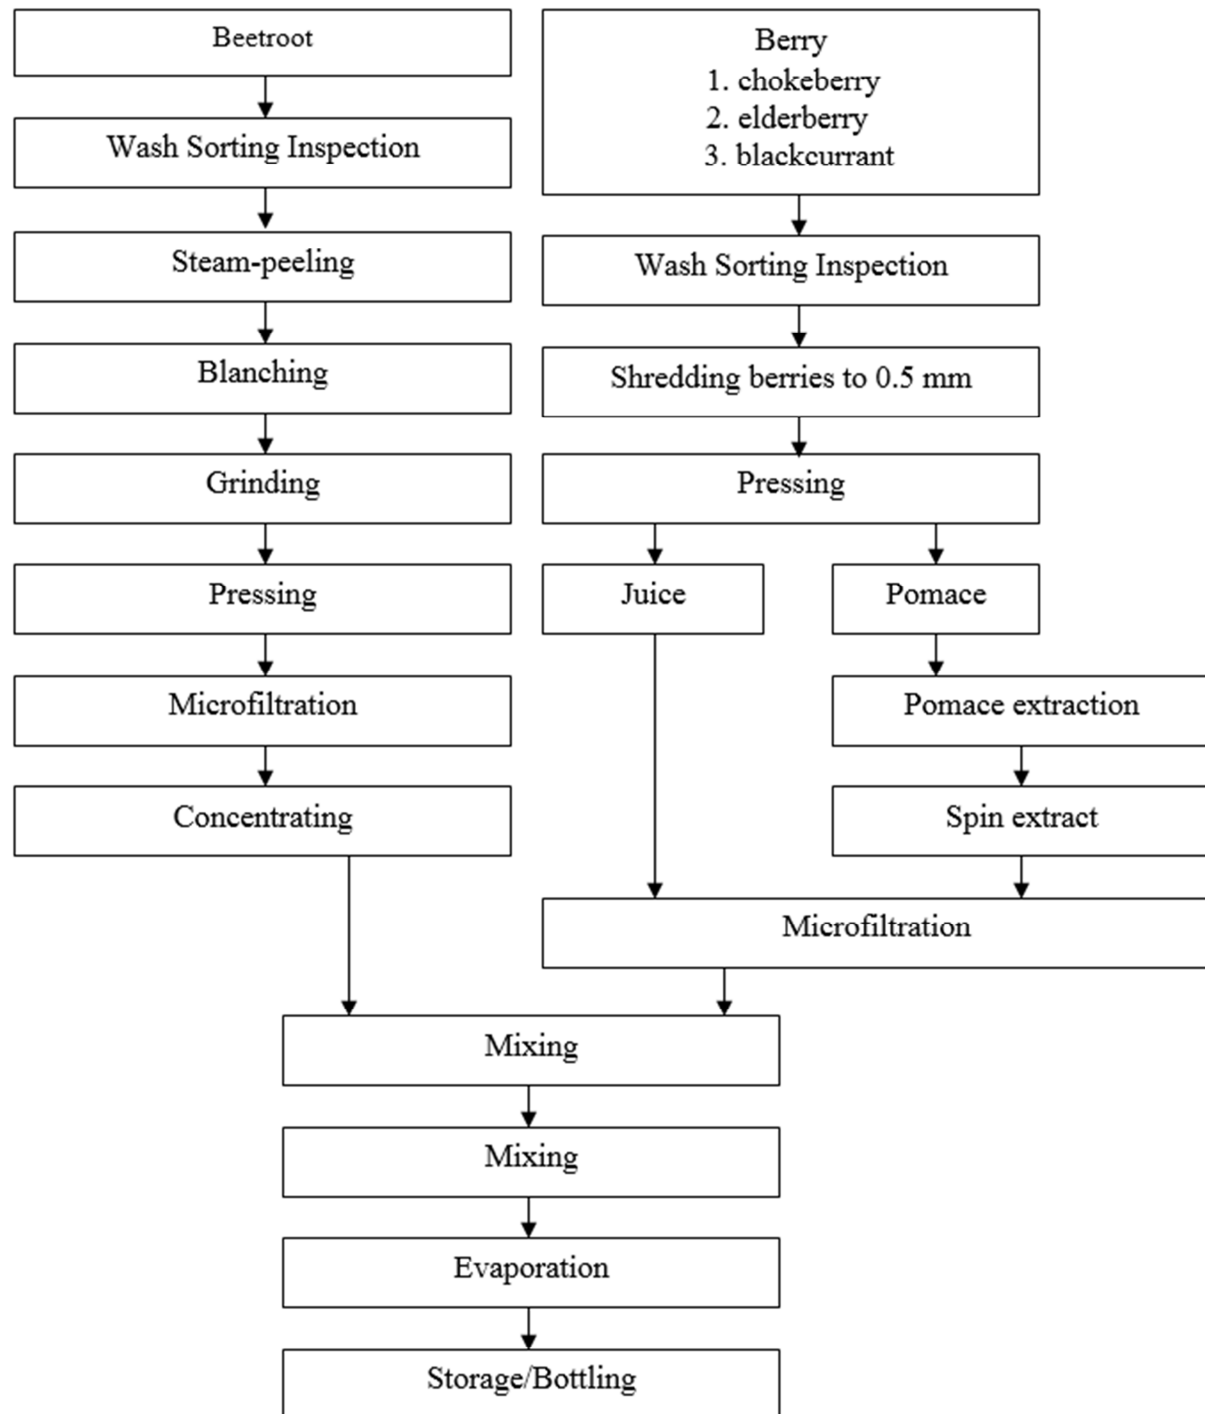 Beetroot
Wash Sorting Inspection
Steam-peeling
Blanching
Grinding
Pressing
Microfiltration
Concentrating
Berry
1. chokeberry
2. elderberry
3. blackcurrant
Wash Sorting Inspection
Shredding berries to 0.5 mm
Pressing
Juice
Pomace
Pomace extraction
Spin extract
Microfiltration
Mixing
Mixing
Evaporation
Storage/Bottling